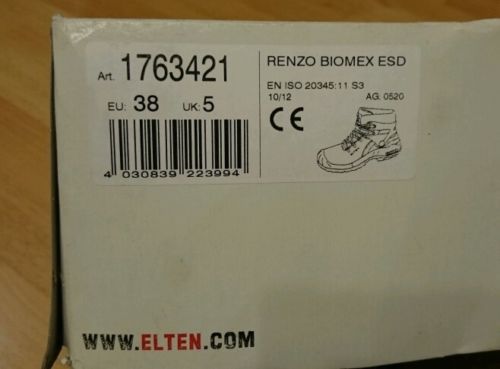 Art. 1763421
EU: 38 UK: 5
4 030839 223994
RENZO BIOMEX ESD
EN ISO 20345:11 S3
10/12 AG: 0520
CE
WWW.ELTEN.COM